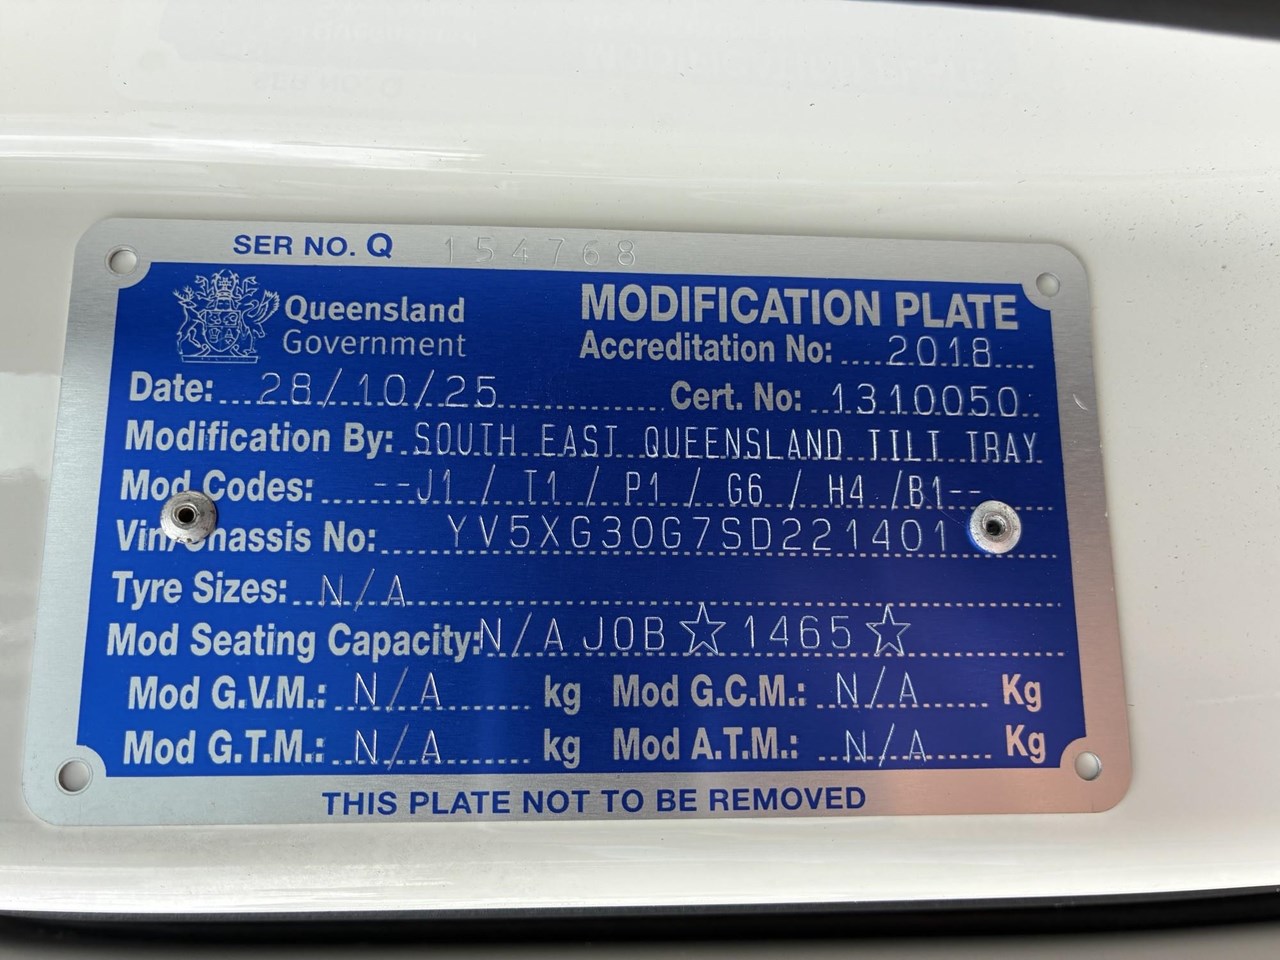 SER NO. Q 154768
Queensland
Government
MODIFICATION PLATE
Accreditation No: 2018
Date: 28/10/25 Cert. No: 1310050
Modification By: SOUTH EAST QUEENSLAND TILT TRAY
Mod Codes: --J1 / T1 / P1 / G6 / H4 /B1--
Vin/Chassis No: YV5XG30G7SD221401
Tyre Sizes: N/A
Mod Seating Capacity: N/A JOB ☆ 1465 ☆
Mod G.V.M.: N/A kg Mod G.C.M.: N/A Kg
Mod G.T.M.: N/A kg Mod A.T.M.: N/A Kg
THIS PLATE NOT TO BE REMOVED